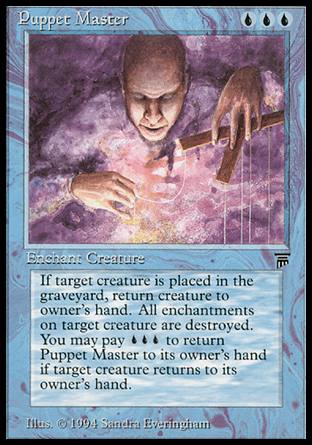 Puppet Master
Enchant Creature
If target creature is placed in the
graveyard, return creature to
owner's hand. All enchantments
on target creature are destroyed.
You may pay to return
Puppet Master to its owner's hand
if target creature returns to its
owner's hand.
Illus. © 1994 Sandra Everingham